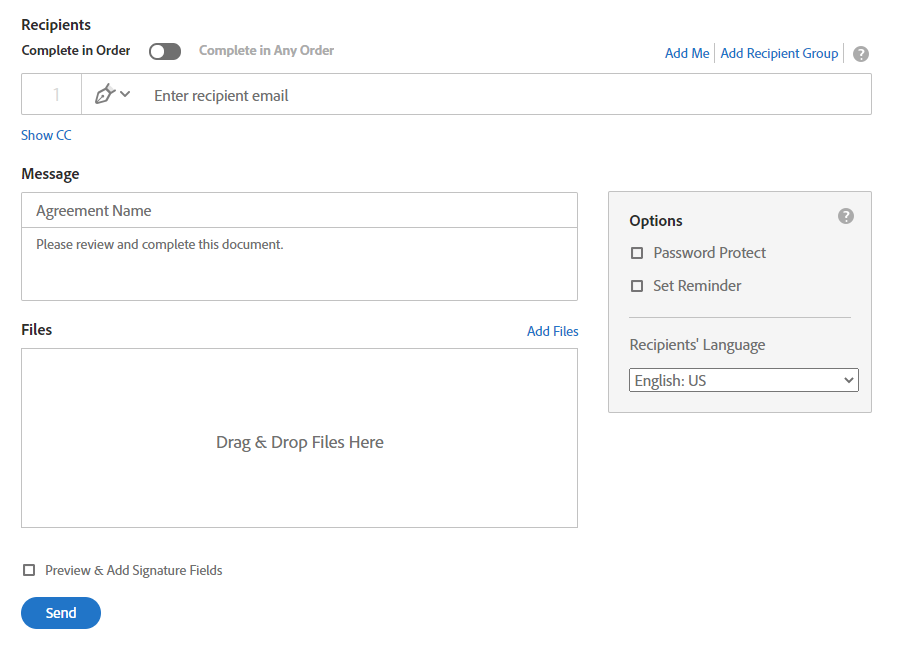 Recipients
Complete in Order Complete in Any Order Add Me Add Recipient Group ?
1 Enter recipient email
Show CC
Message
Agreement Name
Please review and complete this document.
Options ?
Password Protect
Set Reminder
Recipients' Language
English: US
Files Add Files
Drag & Drop Files Here
Preview & Add Signature Fields
Send